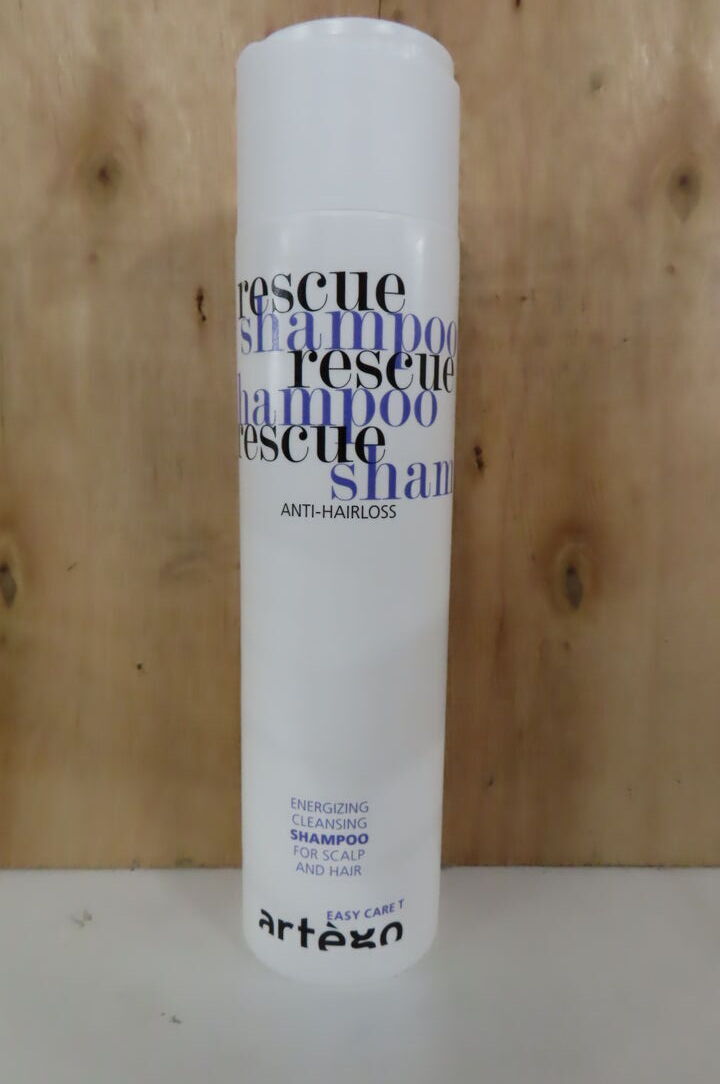 rescue
shampoo
rescue
hampoo
rescue
sham
ANTI-HAIRLOSS
ENERGIZING
CLEANSING
SHAMPOO
FOR SCALP
AND HAIR
EASY CARE T
artègo